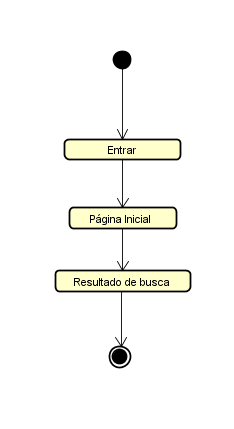 Entrar
Página Inicial
Resultado de busca